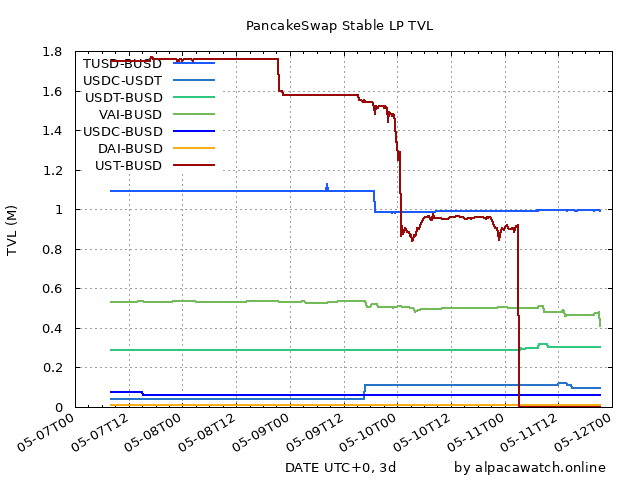 PancakeSwap Stable LP TVL
1.8
1.6
1.4
1.2
1
0.8
0.6
0.4
0.2
0
TVL (M)
TUSD-BUSD
USDC-USDT
USDT-BUSD
VAI-BUSD
USDC-BUSD
DAI-BUSD
UST-BUSD
05-07T00
05-07T12
05-08T00
05-08T12
05-09T00
05-09T12
05-10T00
05-10T12
05-11T00
05-11T12
05-12T00
DATE UTC+0, 3d
by alpacawatch.online